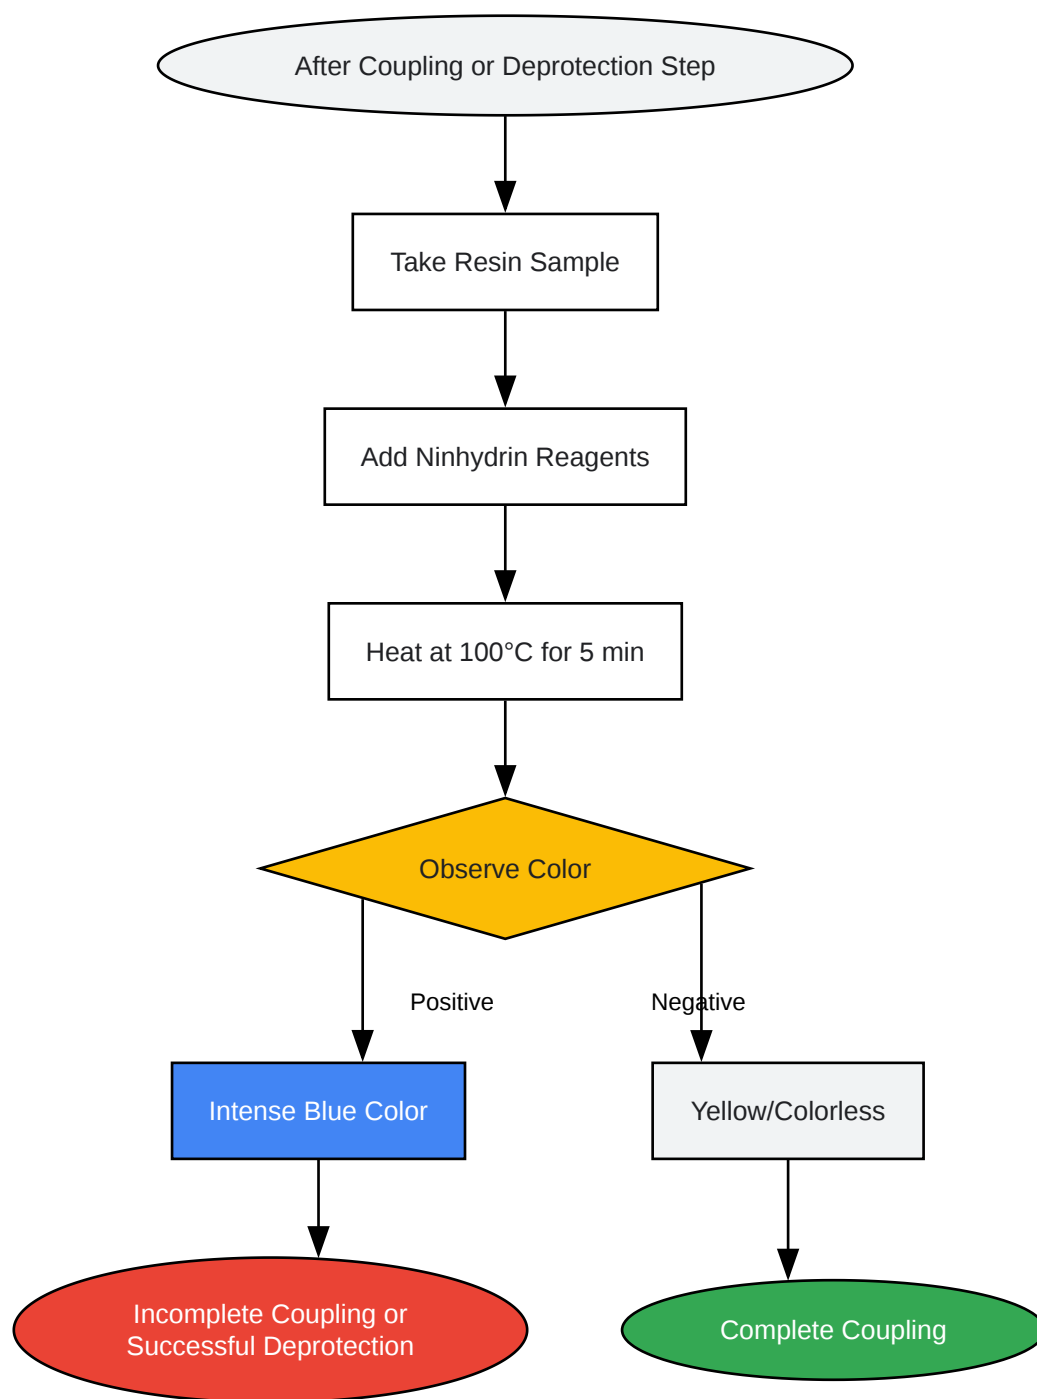 After Coupling or Deprotection Step
Take Resin Sample
Add Ninhydrin Reagents
Heat at 100°C for 5 min
Observe Color
Positive
Negative
Intense Blue Color
Yellow/Colorless
Incomplete Coupling or
Successful Deprotection
Complete Coupling